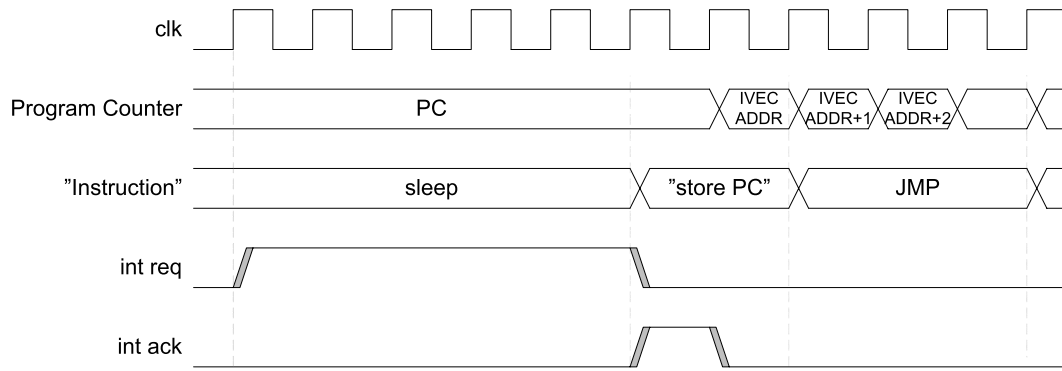 clk
Program Counter
PC
IVEC
ADDR
IVEC
ADDR+1
IVEC
ADDR+2
”Instruction”
sleep
”store PC”
JMP
int req
int ack